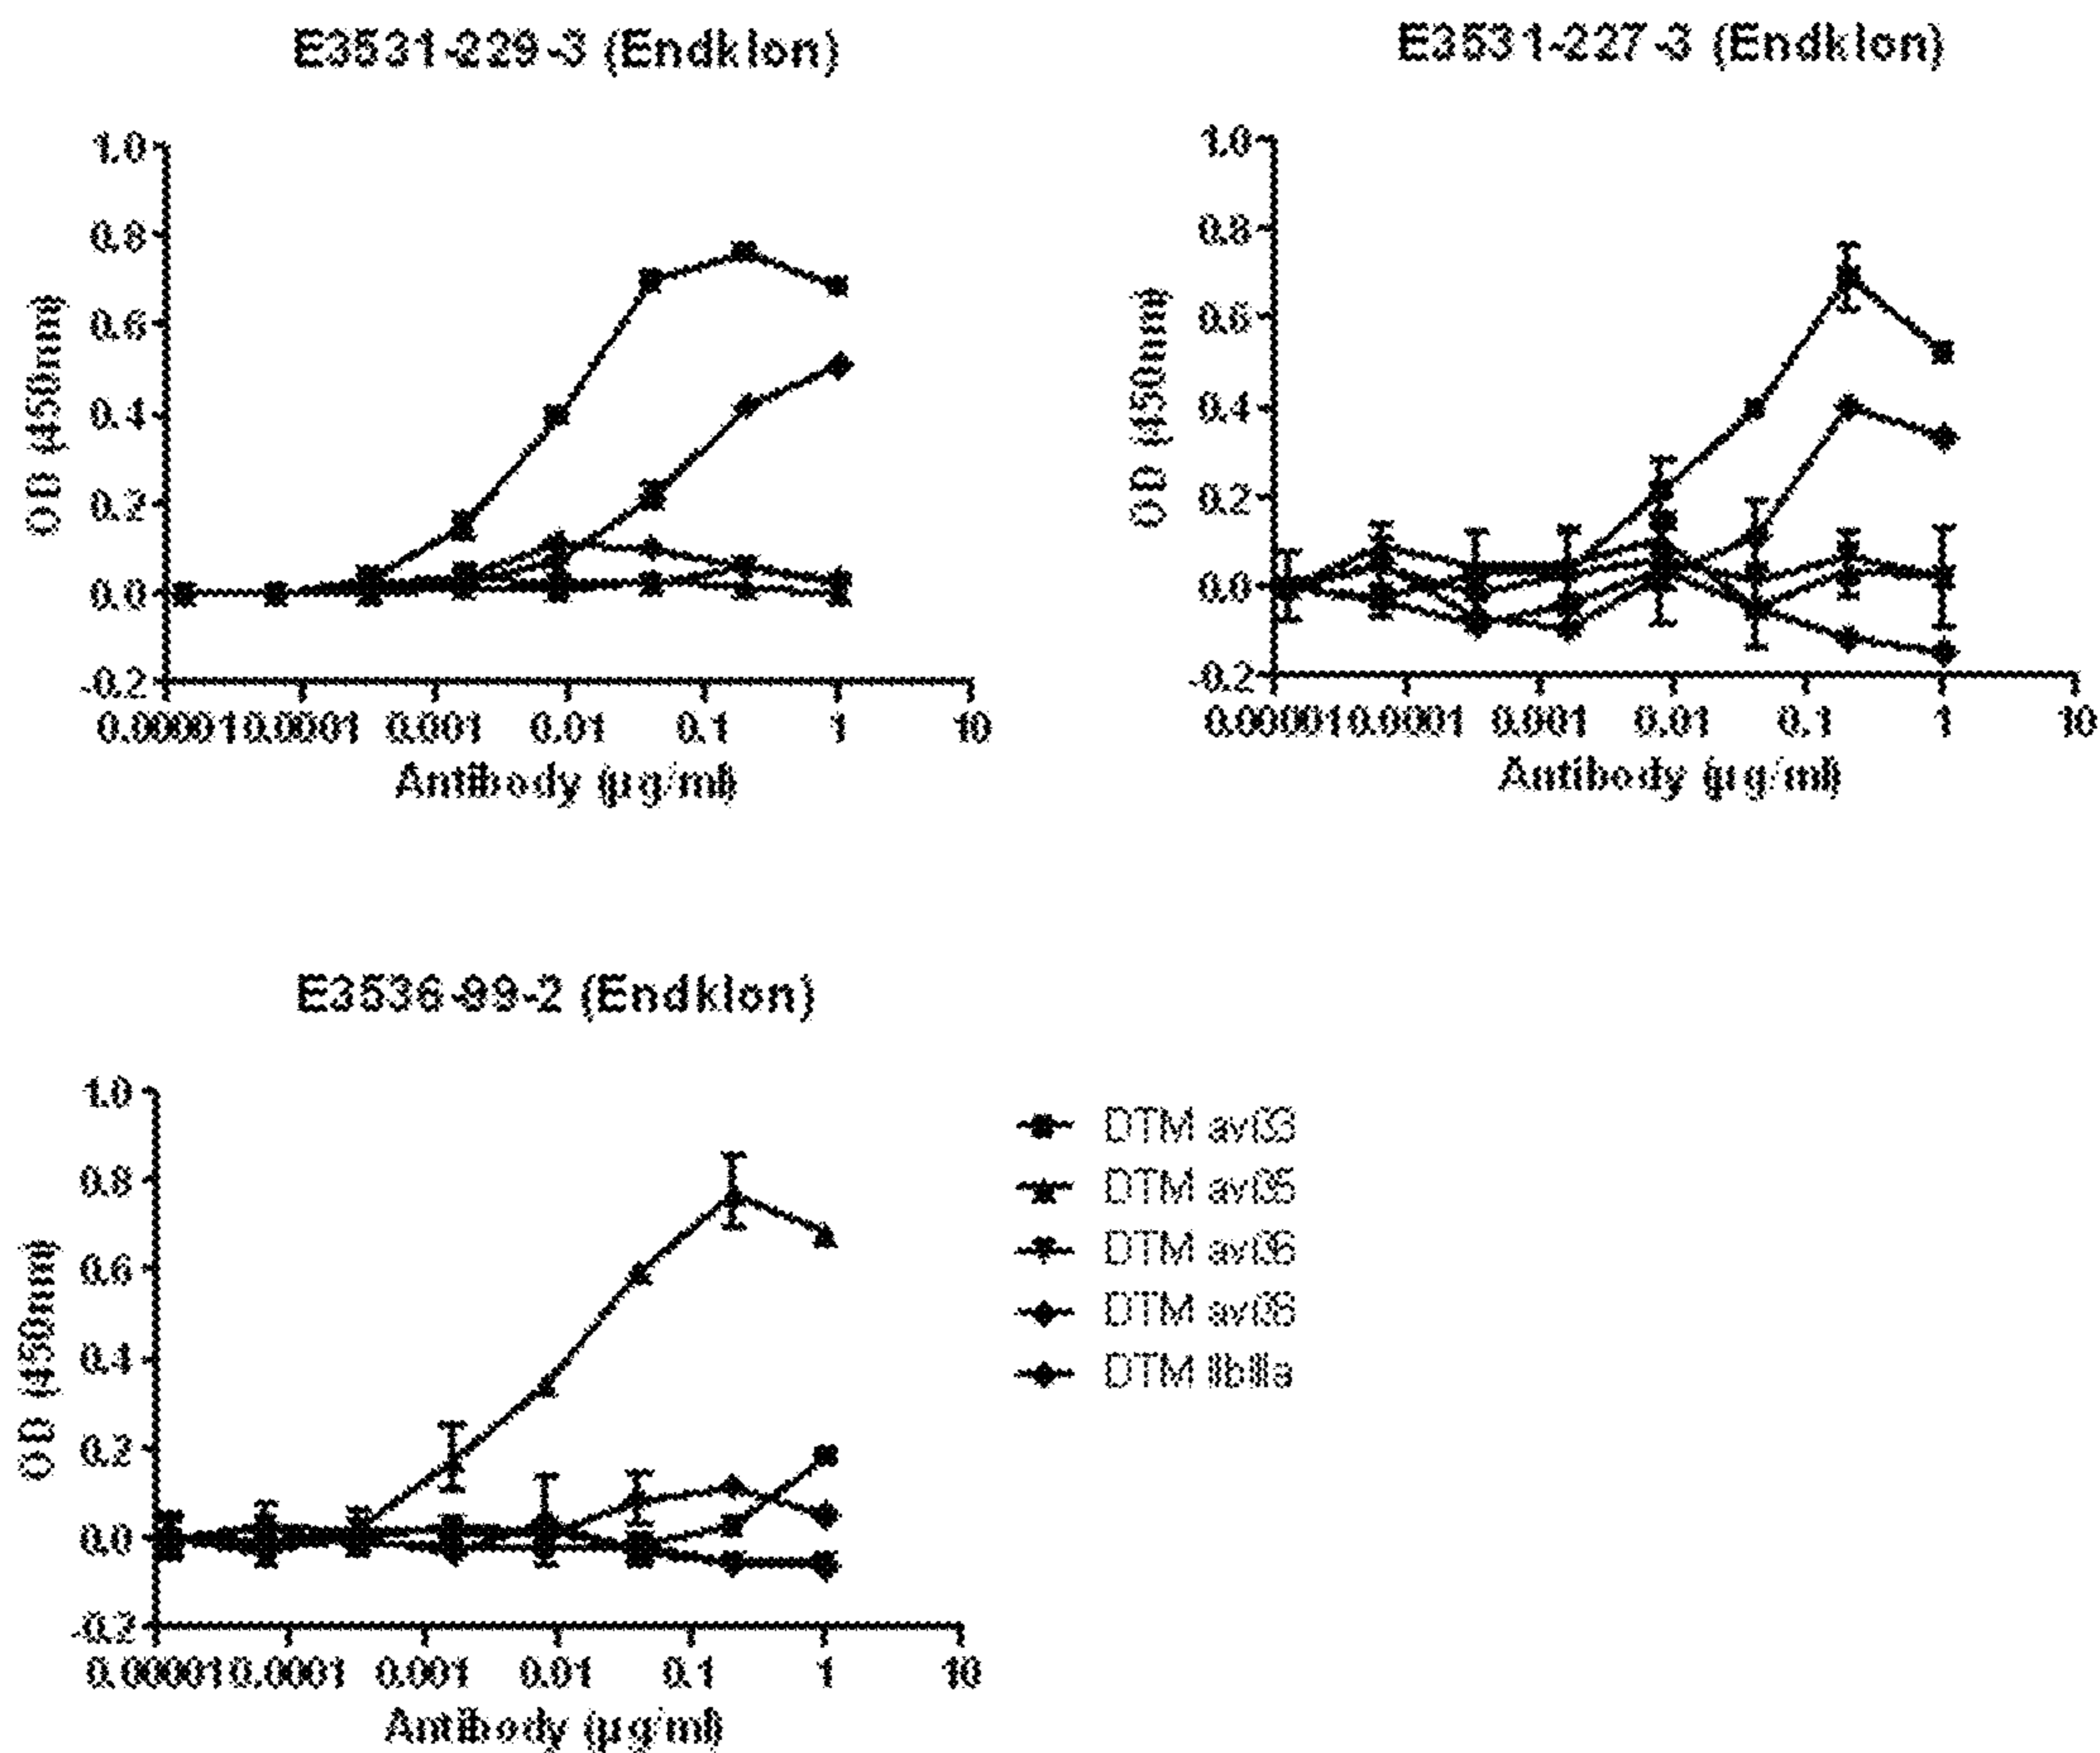 E3531-229-3 (Endklon)
1.0
0.8
0.6
0.4
0.2
0.0
-0.2
OD (450nm)
0.00001 0.0001 0.001 0.01 0.1 1 10
Antibody (µg/ml)
E3531-227-3 (Endklon)
1.0
0.8
0.6
0.4
0.2
0.0
-0.2
OD (450nm)
0.00001 0.0001 0.001 0.01 0.1 1 10
Antibody (µg/ml)
E3536-99-2 (Endklon)
1.0
0.8
0.6
0.4
0.2
0.0
-0.2
OD (450nm)
0.00001 0.0001 0.001 0.01 0.1 1 10
Antibody (µg/ml)
DTM
DTM
DTM
DTM
DTM IIbIIIa